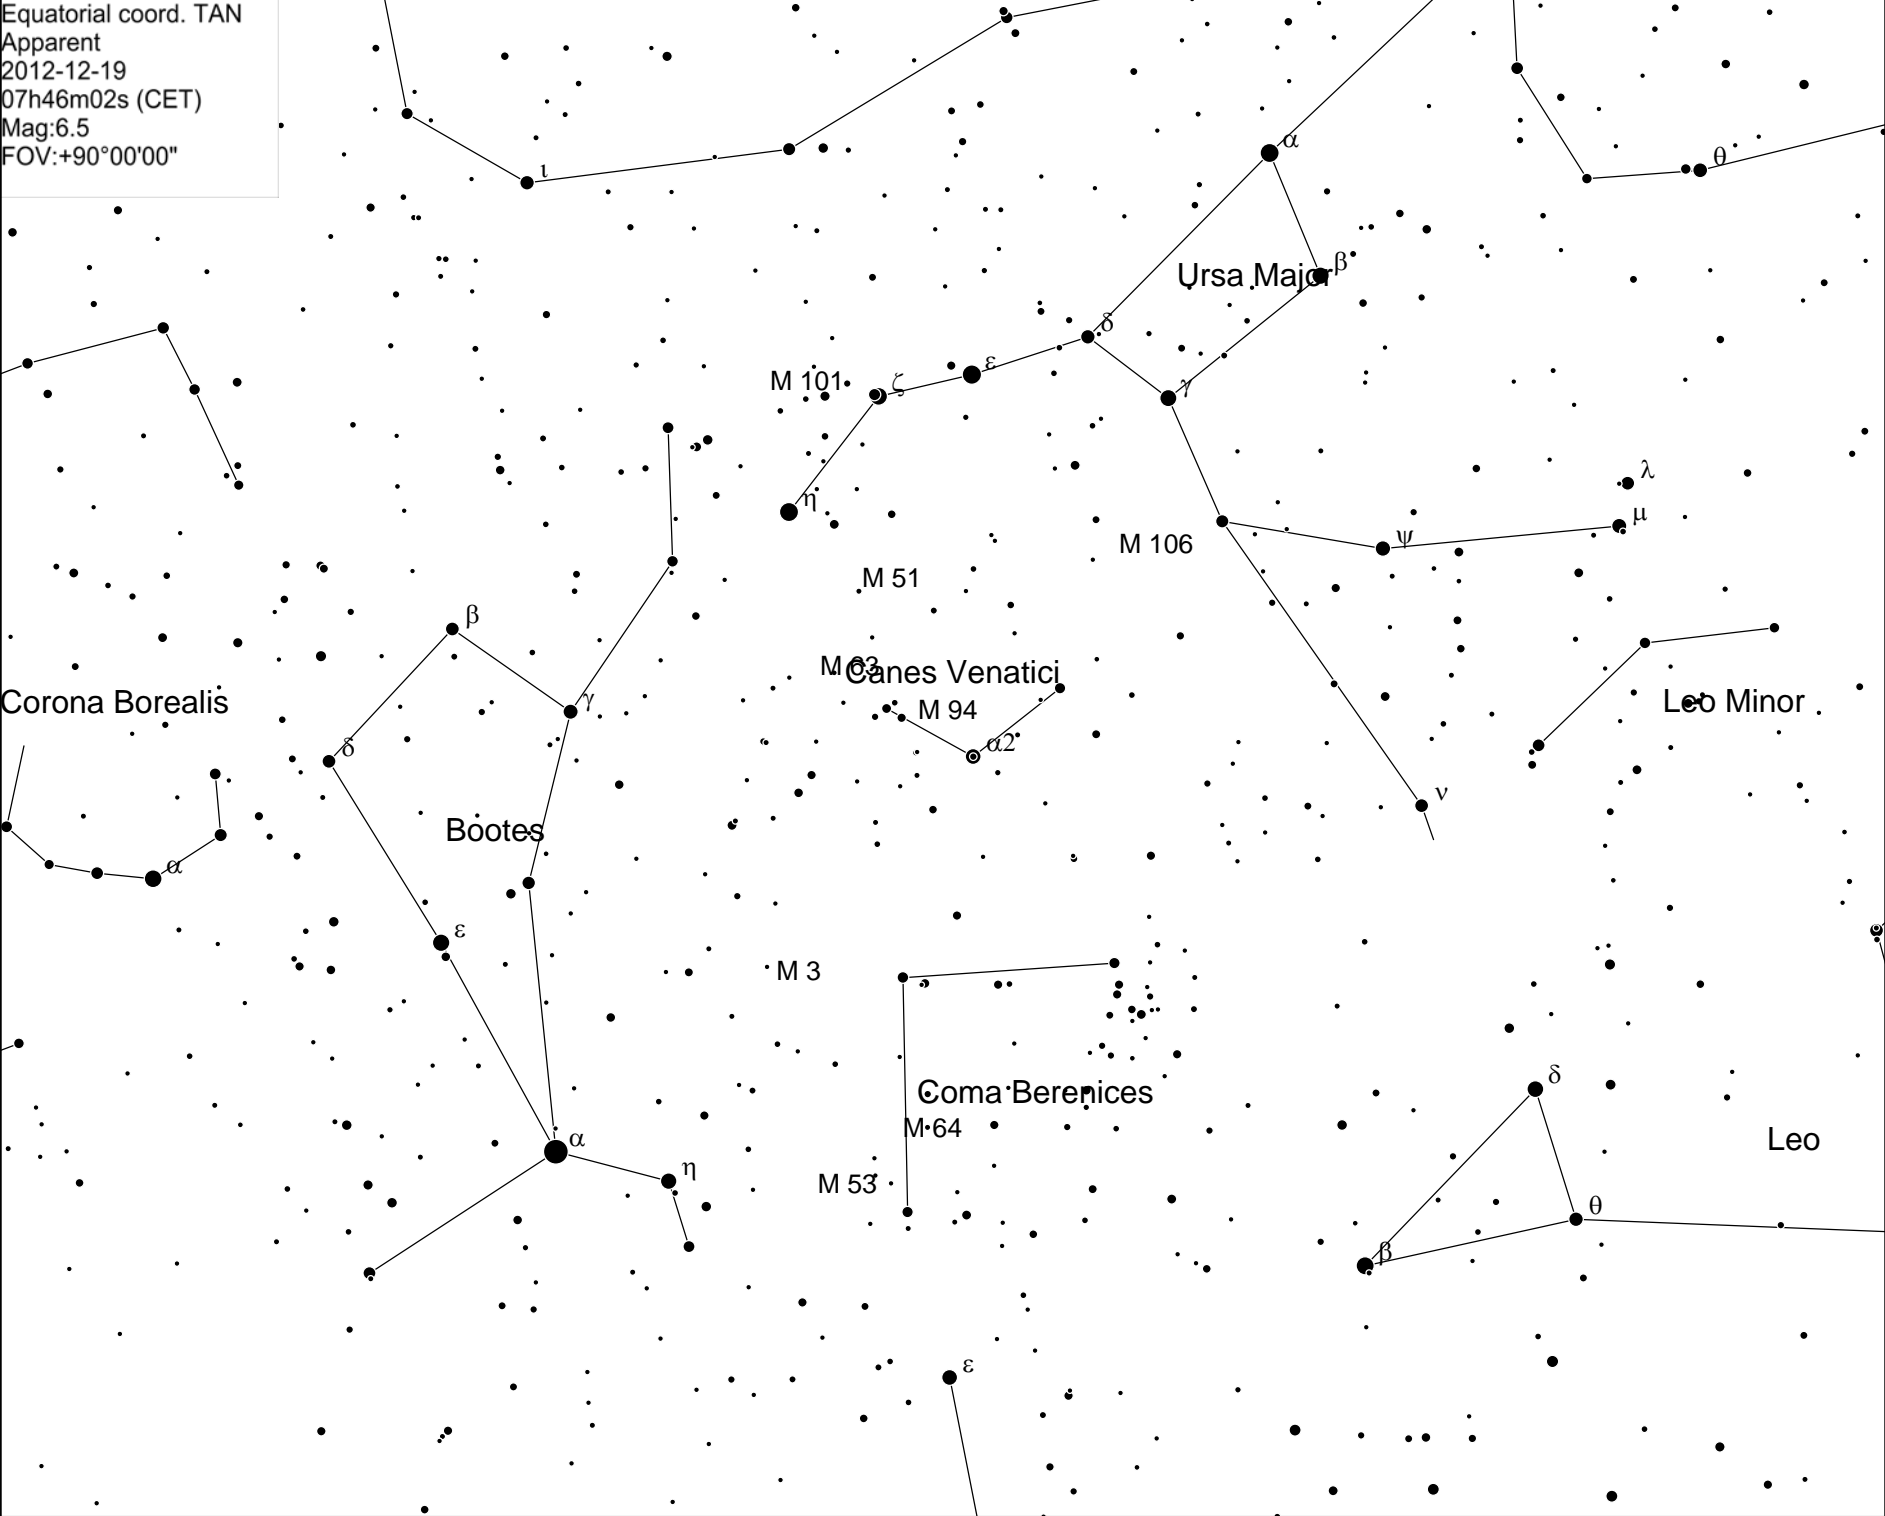 Equatorial coord. TAN
Apparent
2012-12-19
07h46m02s (CET)
Mag:6.5
FOV:+90°00'00"
α
θ
ι
β
Ursa Major
δ
ε
M 101
ζ
γ
λ
η
μ
M 106
ψ
M 51
β
M 63
Canes Venatici
Corona Borealis
γ
M 94
Leo Minor
δ
α2
ν
Bootes
α
ε
M 3
δ
Coma Berenices
M 64
α
Leo
η
M 53
θ
β
ε